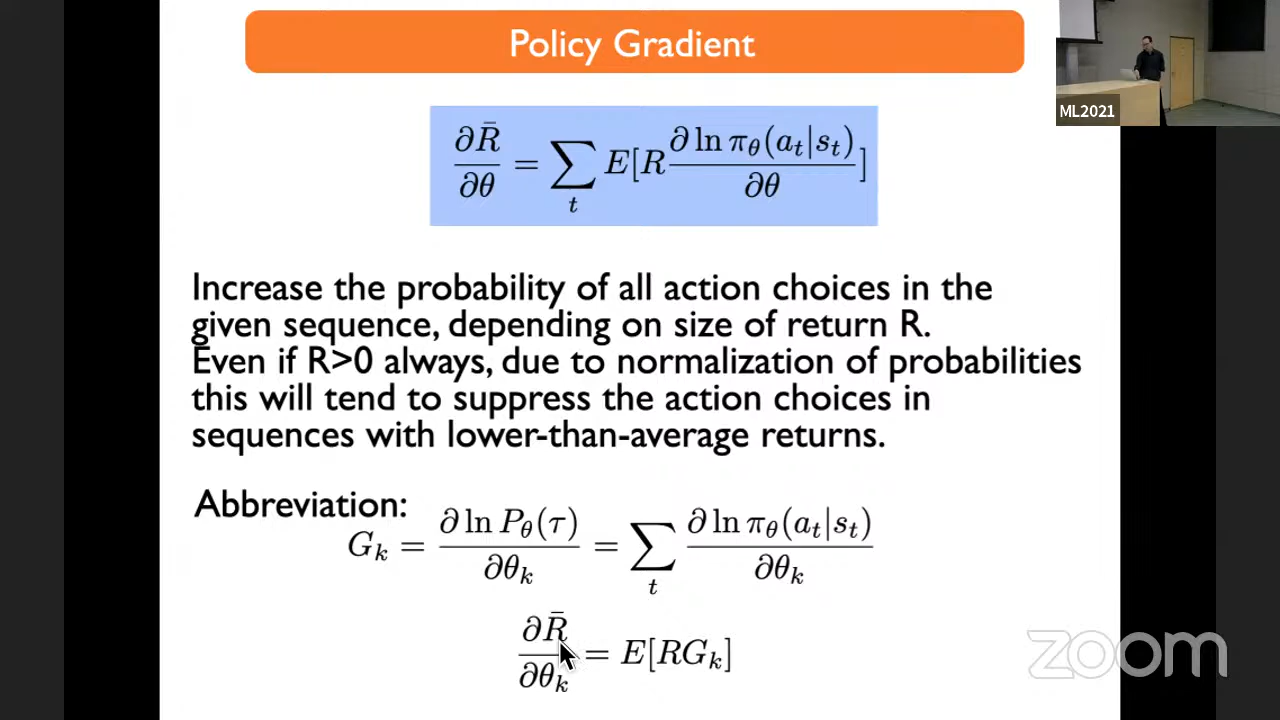 Policy Gradient
ML2021
∂R̄/∂θ = ∑_t E[R ∂ ln π_θ(a_t|s_t)/∂θ]
Increase the probability of all action choices in the
given sequence, depending on size of return R.
Even if R>0 always, due to normalization of probabilities
this will tend to suppress the action choices in
sequences with lower-than-average returns.
Abbreviation:
G_k = ∂ ln P_θ(τ)/∂θ_k = ∑_t ∂ ln π_θ(a_t|s_t)/∂θ_k
∂R̄/∂θ_k = E[RG_k]
zoom